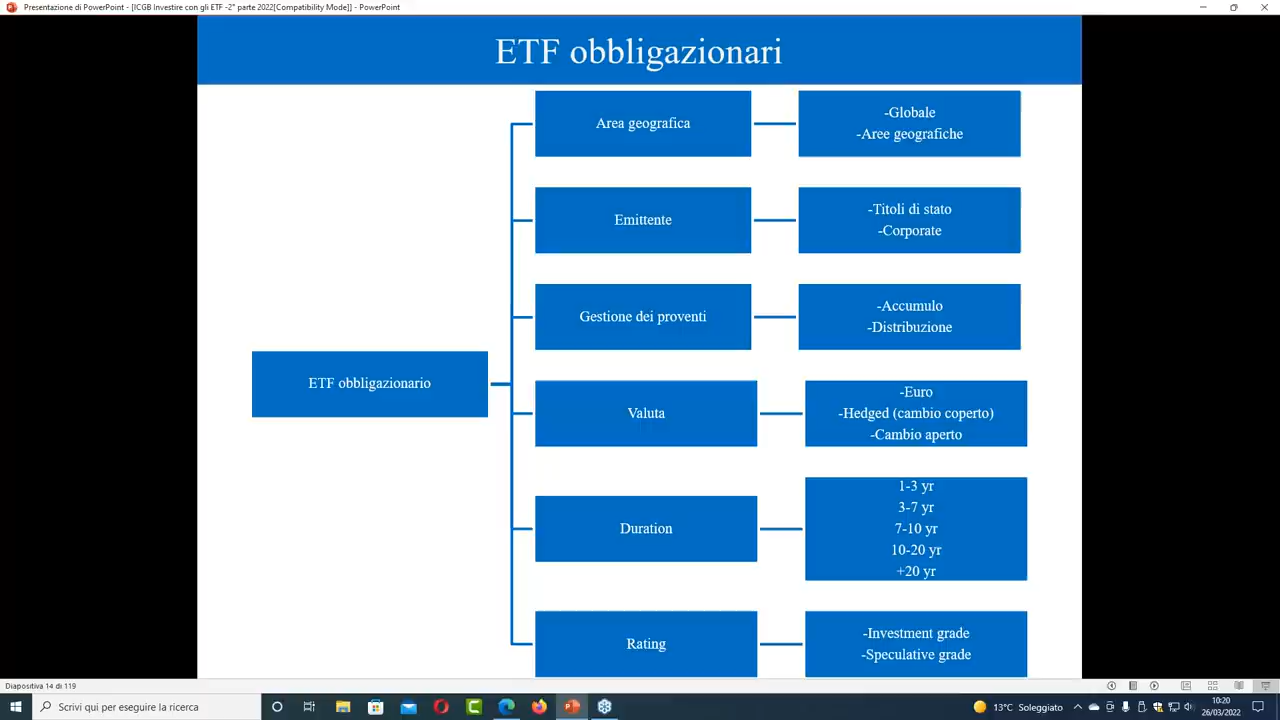 Presentazione di PowerPoint - [ICGB Investire con gli ETF -2° parte 2022[Compatibility Mode]] - PowerPoint
ETF obbligazionari
Area geografica
-Globale
-Aree geografiche
Emittente
-Titoli di stato
-Corporate
Gestione dei proventi
-Accumulo
-Distribuzione
ETF obbligazionario
Valuta
-Euro
-Hedged (cambio coperto)
-Cambio aperto
Duration
1-3 yr
3-7 yr
7-10 yr
10-20 yr
+20 yr
Rating
-Investment grade
-Speculative grade
Diapositiva 14 di 119
Scrivi qui per eseguire la ricerca
13°C Soleggiato
10:20
26/03/2022